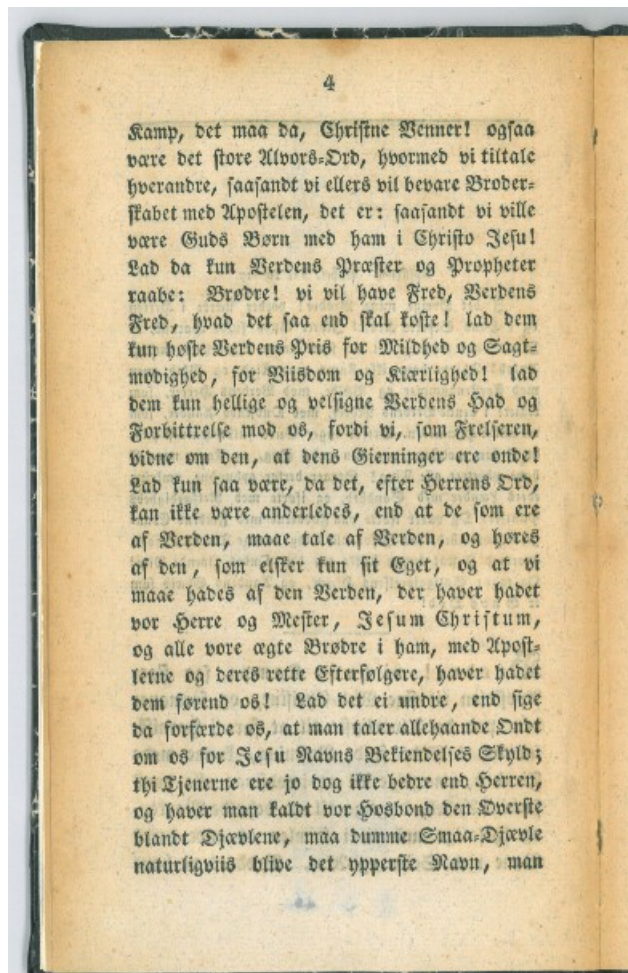 4
Kamp, det maa da, Christne Venner! ogsaa
være det store Alvors-Ord, hvormed vi tiltale
hverandre, saasandt vi ellers vil bevare Broder-
skabet med Apostelen, det er: saasandt vi ville
være Guds Børn med ham i Christo Jesu!
Lad da kun Verdens Præster og Propheter
raabe: Brødre! vi vil have Fred, Verdens
Fred, hvad det saa end skal koste! lad dem
kun høste Verdens Pris for Mildhed og Sagt-
modighed, for Viisdom og Kiærlighed! lad
dem kun hellige og velsigne Verdens Had og
Forbittrelse mod os, fordi vi, som Frelseren,
vidne om den, at dens Gierninger ere onde!
Lad kun saa være, da det, efter Herrens Ord,
kan ikke være anderledes, end at de som ere
af Verden, maae tale af Verden, og høres
af den, som elsker kun sit Eget, og at vi
maae hades af den Verden, der haver hadet
vor Herre og Mester, Jesum Christum,
og alle vore ægte Brødre i ham, med Apost-
lerne og deres rette Efterfølgere, haver hadet
dem førend os! Lad det ei undre, end sige
da forfærde os, at man taler allehaande Ondt
om os for Jesu Navns Bekiendelses Skyld;
thi Tjenerne ere jo dog ikke bedre end Herren,
og haver man kaldt vor Hosbond den Øverste
blandt Djævlene, maa dumme Smaa-Djævle
naturligviis blive det ypperste Navn, man